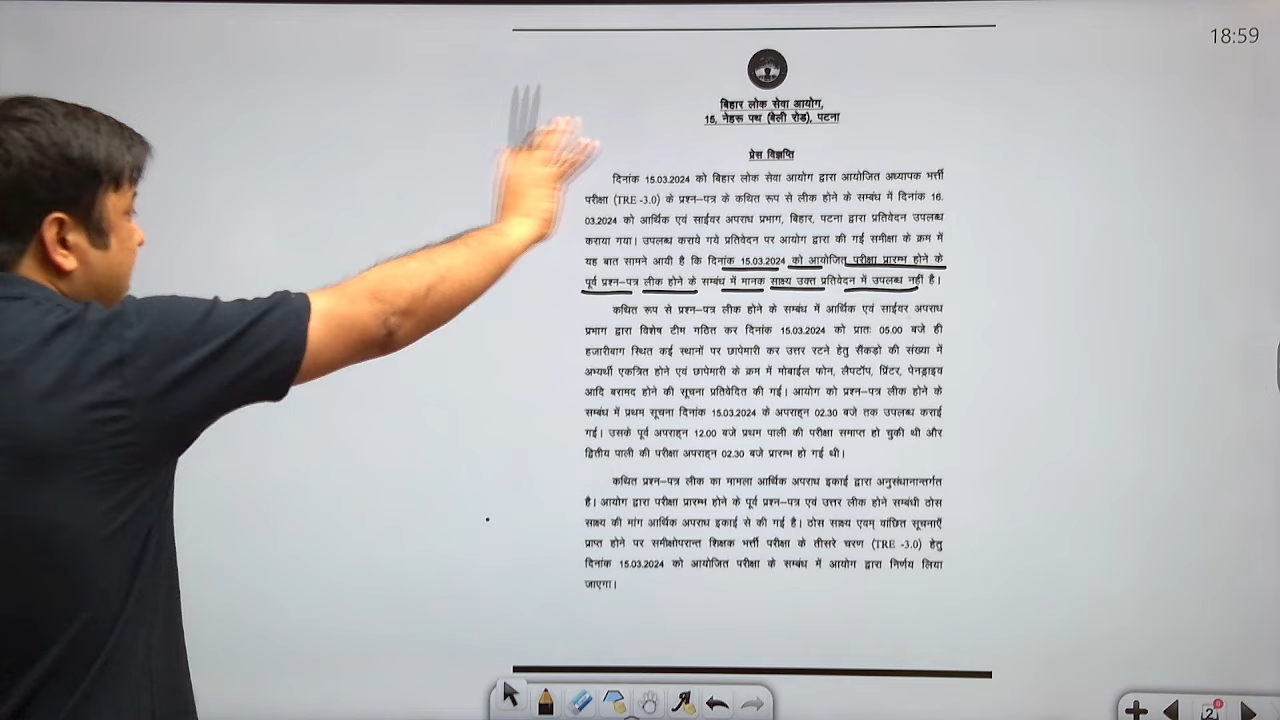 18:59
बिहार लोक सेवा आयोग,
15, नेहरू पथ (बेली रोड), पटना
प्रेस विज्ञप्ति
दिनांक 15.03.2024 को बिहार लोक सेवा आयोग द्वारा आयोजित अध्यापक भर्ती
परीक्षा (TRE -3.0) के प्रश्न–पत्र के कथित रूप से लीक होने के सम्बंध में दिनांक 16.
03.2024 को आर्थिक एवं साईवर अपराध प्रभाग, बिहार, पटना द्वारा प्रतिवेदन उपलब्ध
कराया गया। उपलब्ध कराये गये प्रतिवेदन पर आयोग द्वारा की गई समीक्षा के क्रम में
यह बात सामने आयी है कि दिनांक 15.03.2024 को आयोजित परीक्षा प्रारम्भ होने के
पूर्व प्रश्न–पत्र लीक होने के सम्बंध में मानक साक्ष्य उक्त प्रतिवेदन में उपलब्ध नहीं है।
कथित रूप से प्रश्न–पत्र लीक होने के सम्बंध में आर्थिक एवं साईवर अपराध
प्रभाग द्वारा विशेष टीम गठित कर दिनांक 15.03.2024 को प्रातः 05.00 बजे ही
हजारीबाग स्थित कई स्थानों पर छापेमारी कर उत्तर रटने हेतु सैंकड़ो की संख्या में
अभ्यर्थी एकत्रित होने एवं छापेमारी के क्रम में मोबाईल फोन, लैपटॉप, प्रिंटर, पेनड्राइव
आदि बरामद होने की सूचना प्रतिवेदित की गई। आयोग को प्रश्न–पत्र लीक होने के
सम्बंध में प्रथम सूचना दिनांक 15.03.2024 के अपराह्न 02.30 बजे तक उपलब्ध कराई
गई। उसके पूर्व अपराह्न 12.00 बजे प्रथम पाली की परीक्षा समाप्त हो चुकी थी और
द्वितीय पाली की परीक्षा अपराह्न 02.30 बजे प्रारम्भ हो गई थी।
कथित प्रश्न–पत्र लीक का मामला आर्थिक अपराध इकाई द्वारा अनुसंधानान्तर्गत
है। आयोग द्वारा परीक्षा प्रारम्भ होने के पूर्व प्रश्न–पत्र एवं उत्तर लीक होने सम्बंधी ठोस
साक्ष्य की मांग आर्थिक अपराध इकाई से की गई है। ठोस साक्ष्य एवम् वांछित सूचनाएँ
प्राप्त होने पर समीक्षोपरान्त शिक्षक भर्ती परीक्षा के तीसरे चरण (TRE -3.0) हेतु
दिनांक 15.03.2024 को आयोजित परीक्षा के सम्बंध में आयोग द्वारा निर्णय लिया
जाएगा।
2